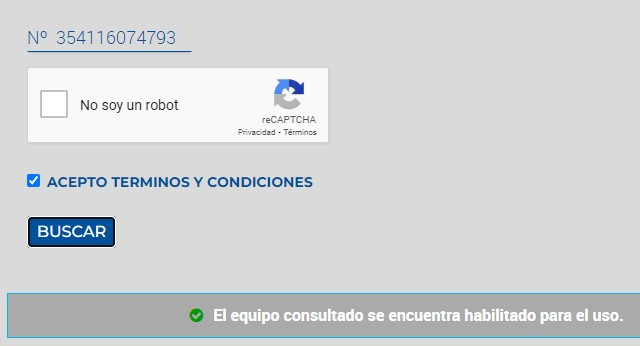 Nº 354116074793
No soy un robot
reCAPTCHA
Privacidad - Términos
ACEPTO TERMINOS Y CONDICIONES
BUSCAR
El equipo consultado se encuentra habilitado para el uso.